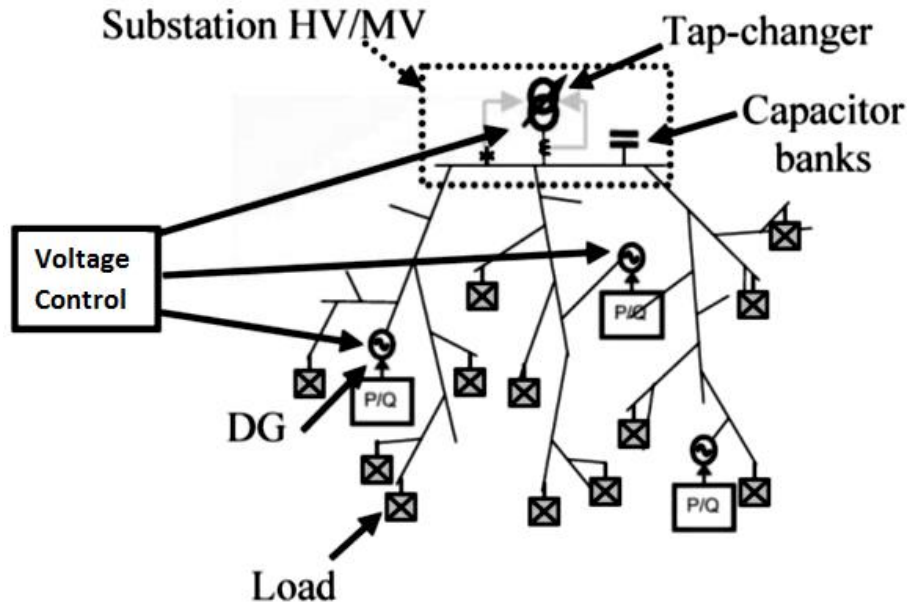 Substation HV/MV
Tap-changer
Capacitor
banks
Voltage
Control
P/Q
P/Q
DG
P/Q
Load